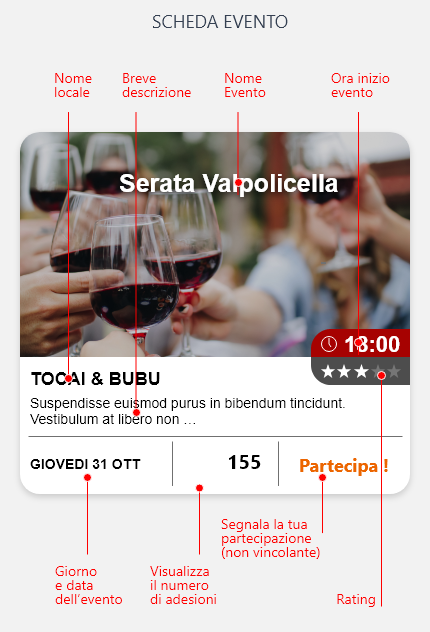 SCHEDA EVENTO
Nome
locale
Breve
descrizione
Nome
Evento
Ora inizio
evento
Serata Valpolicella
18:00
TOCAI & BUBU
Suspendisse euismod purus in bibendum tincidunt.
Vestibulum at libero non ...
GIOVEDI 31 OTT
155
Partecipa !
Segnala la tua
partecipazione
(non vincolante)
Giorno
e data
dell'evento
Visualizza
il numero
di adesioni
Rating